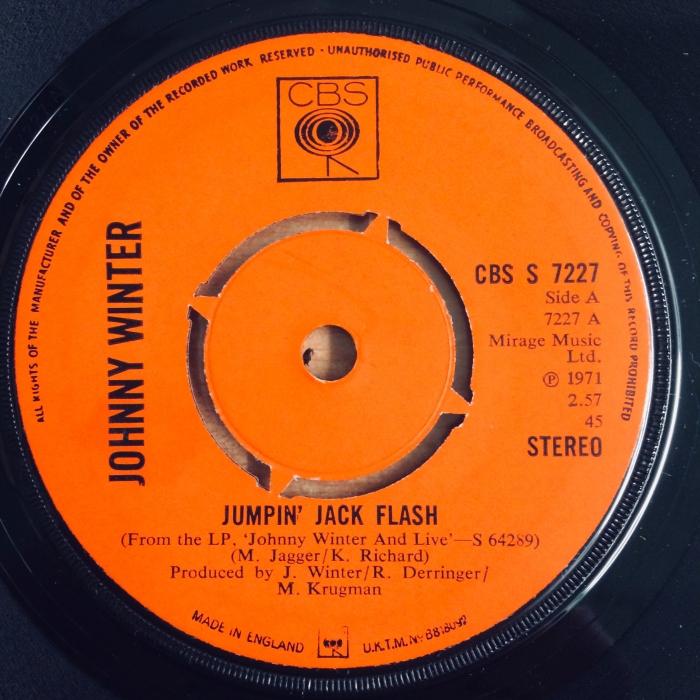 ALL RIGHTS OF THE MANUFACTURER AND OF THE OWNER OF THE RECORDED WORK RESERVED · UNAUTHORISED PUBLIC PERFORMANCE BROADCASTING AND COPYING OF THIS RECORD PROHIBITED
CBS
JOHNNY WINTER
CBS S 7227
Side A
7227 A
Mirage Music
Ltd.
℗ 1971
2.57
45
STEREO
JUMPIN' JACK FLASH
(From the LP, 'Johnny Winter And Live'—S 64289)
(M. Jagger/K. Richard)
Produced by J. Winter/R. Derringer/
M. Krugman
MADE IN ENGLAND
U.K.T.M. No.